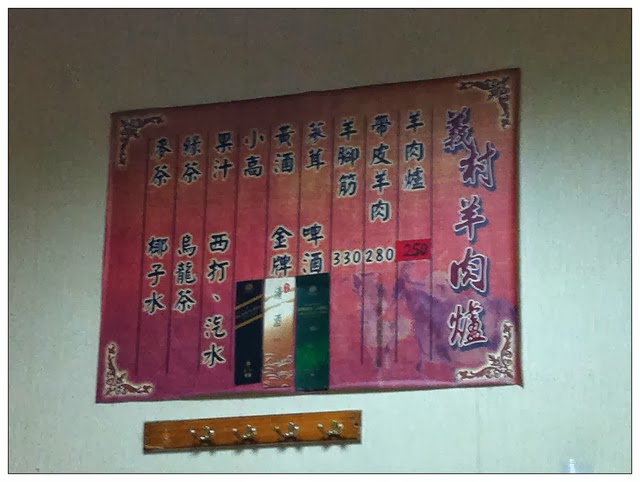 義村羊肉爐
羊肉爐 250
帶皮羊肉 280
羊腳筋 330
菜茸 啤酒
黃酒 金牌
小高
果汁 西打、汽水
綠茶 烏龍茶
麥茶 椰子水